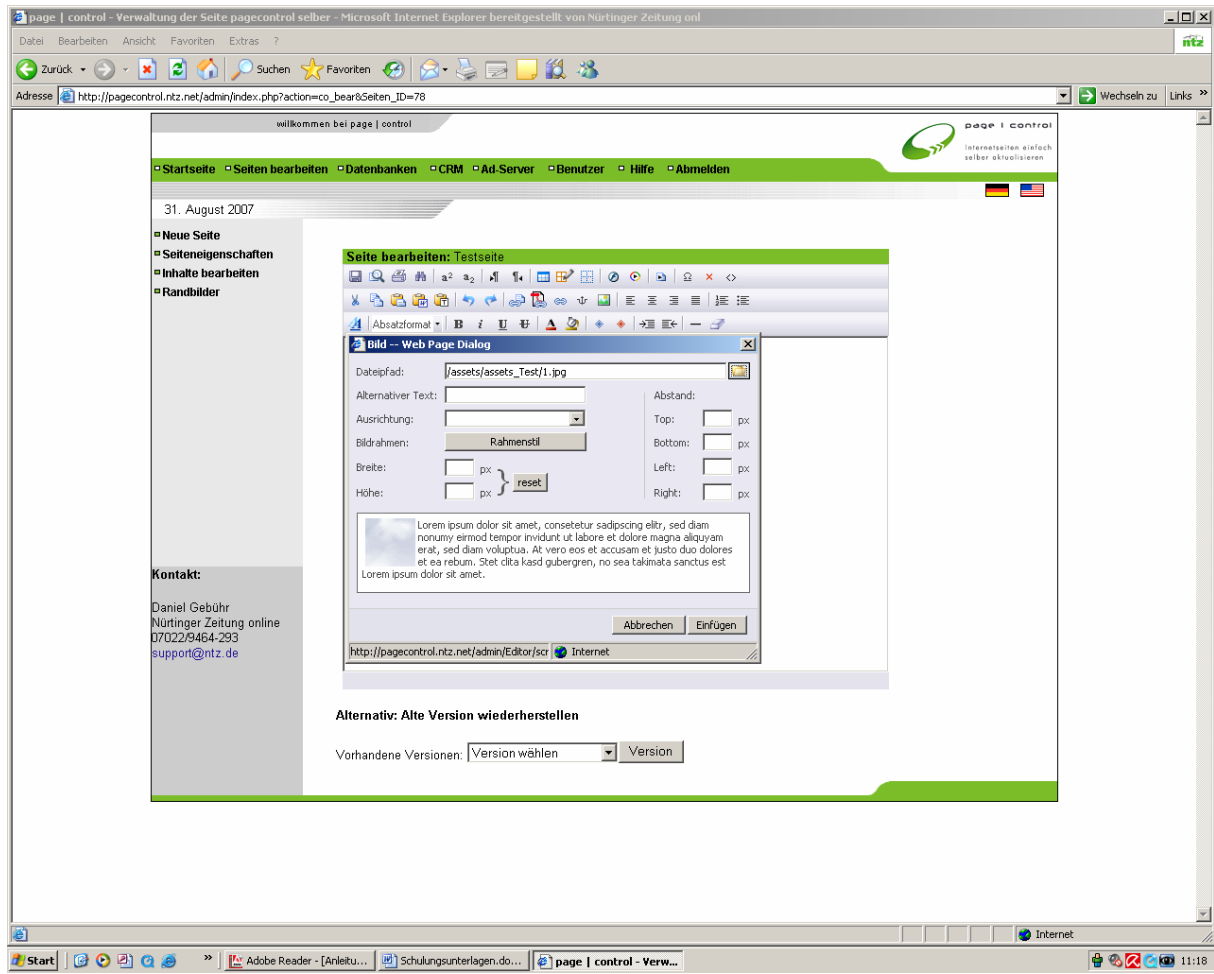 page | control - Verwaltung der Seite pagecontrol selber - Microsoft Internet Explorer bereitgestellt von Nürtinger Zeitung onl
Datei Bearbeiten Ansicht Favoriten Extras ?
ntz
Zurück Suchen Favoriten
Adresse http://pagecontrol.ntz.net/admin/index.php?action=co_bear&Seiten_ID=78 Wechseln zu Links »
willkommen bei page | control
page | control
Internetseiten einfach
selber aktualisieren
Startseite Seiten bearbeiten Datenbanken CRM Ad-Server Benutzer Hilfe Abmelden
31. August 2007
Neue Seite
Seiteneigenschaften
Inhalte bearbeiten
Randbilder
Seite bearbeiten: Testseite
Absatzformat
Bild -- Web Page Dialog
Dateipfad: /assets/assets_Test/1.jpg
Alternativer Text: Abstand:
Ausrichtung: Top: px
Bildrahmen: Rahmenstil Bottom: px
Breite: px reset Left: px
Höhe: px Right: px
Lorem ipsum dolor sit amet, consetetur sadipscing elitr, sed diam
nonumy eirmod tempor invidunt ut labore et dolore magna aliquyam
erat, sed diam voluptua. At vero eos et accusam et justo duo dolores
et ea rebum. Stet clita kasd gubergren, no sea takimata sanctus est
Lorem ipsum dolor sit amet.
Abbrechen Einfügen
http://pagecontrol.ntz.net/admin/Editor/scr Internet
Kontakt:
Daniel Gebühr
Nürtinger Zeitung online
07022/9464-293
support@ntz.de
Alternativ: Alte Version wiederherstellen
Vorhandene Versionen: Version wählen Version
Internet
Start » Adobe Reader - [Anleitu... Schulungsunterlagen.do... page | control - Verw... 11:18